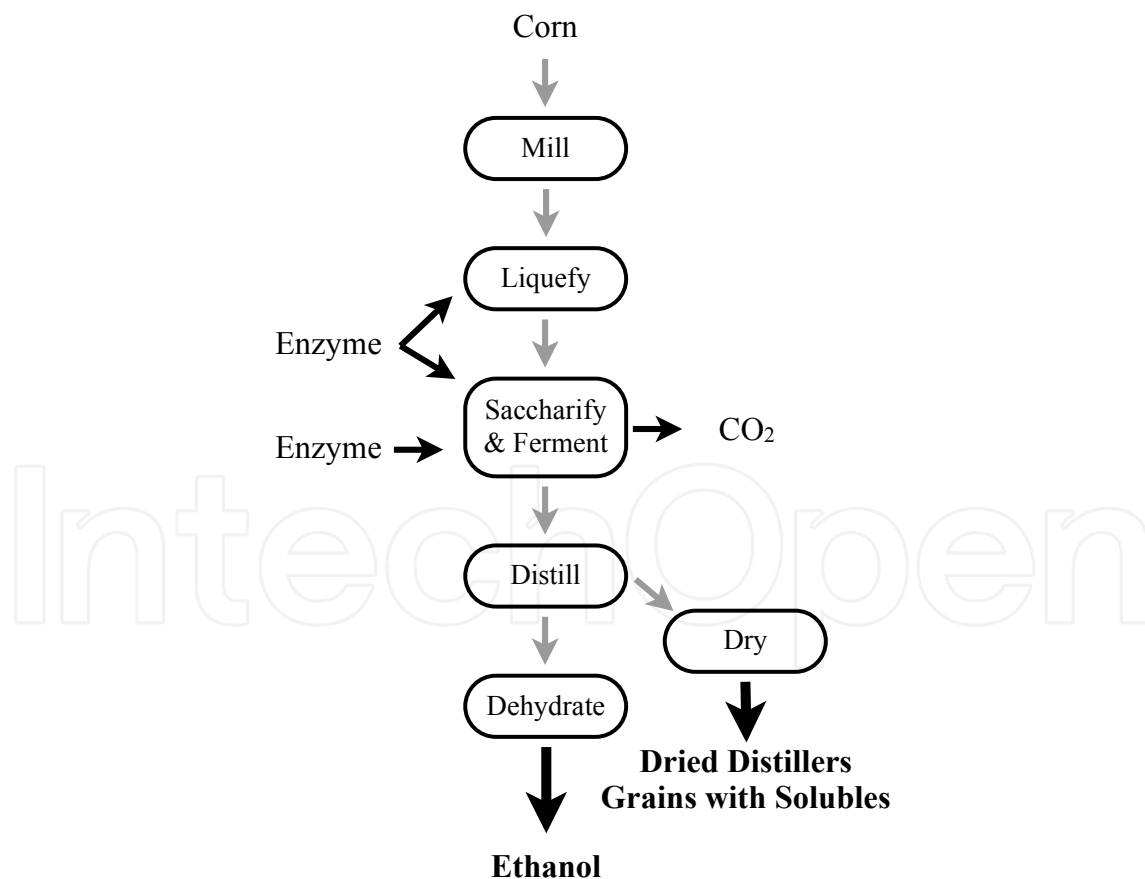 Corn
Mill
Liquefy
Enzyme
Saccharify
& Ferment
CO₂
Enzyme
Distill
Dry
Dehydrate
Dried Distillers
Grains with Solubles
Ethanol
IntechOpen